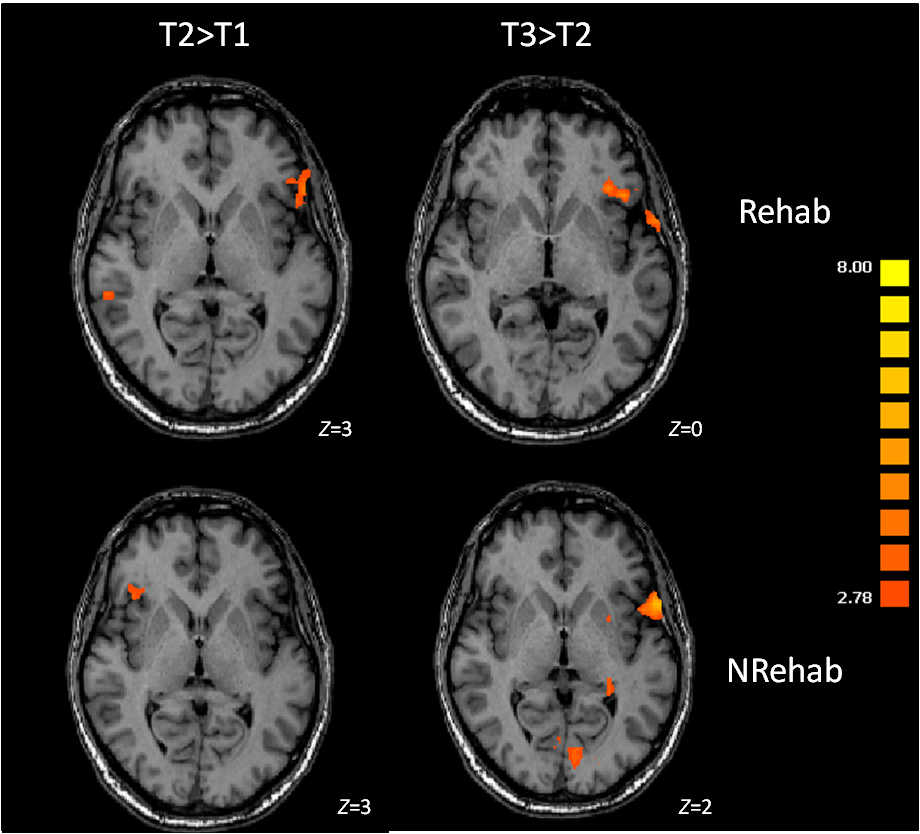 T2>T1
T3>T2
Rehab
8.00
Z=3
Z=0
2.78
NRehab
Z=3
Z=2